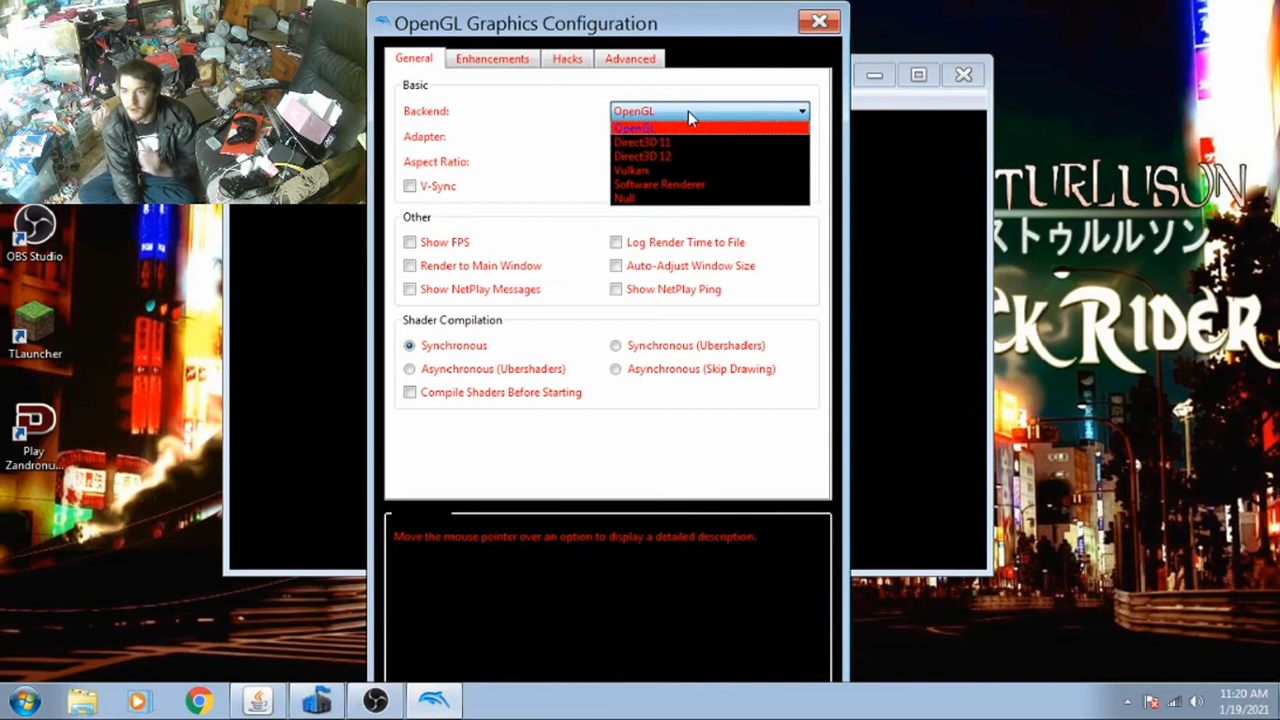 OpenGL Graphics Configuration
General
Enhancements
Hacks
Advanced
Basic
Backend:
OpenGL
OpenGL
Direct3D 11
Direct3D 12
Vulkan
Software Renderer
Null
Adapter:
Aspect Ratio:
V-Sync
Other
Show FPS
Log Render Time to File
Render to Main Window
Auto-Adjust Window Size
Show NetPlay Messages
Show NetPlay Ping
Shader Compilation
Synchronous
Synchronous (Ubershaders)
Asynchronous (Ubershaders)
Asynchronous (Skip Drawing)
Compile Shaders Before Starting
Move the mouse pointer over an option to display a detailed description.
OBS Studio
TLauncher
Play
Zandronu...
TURLUSON
ストゥルルソン
CK RIDER
11:20 AM
1/19/2021